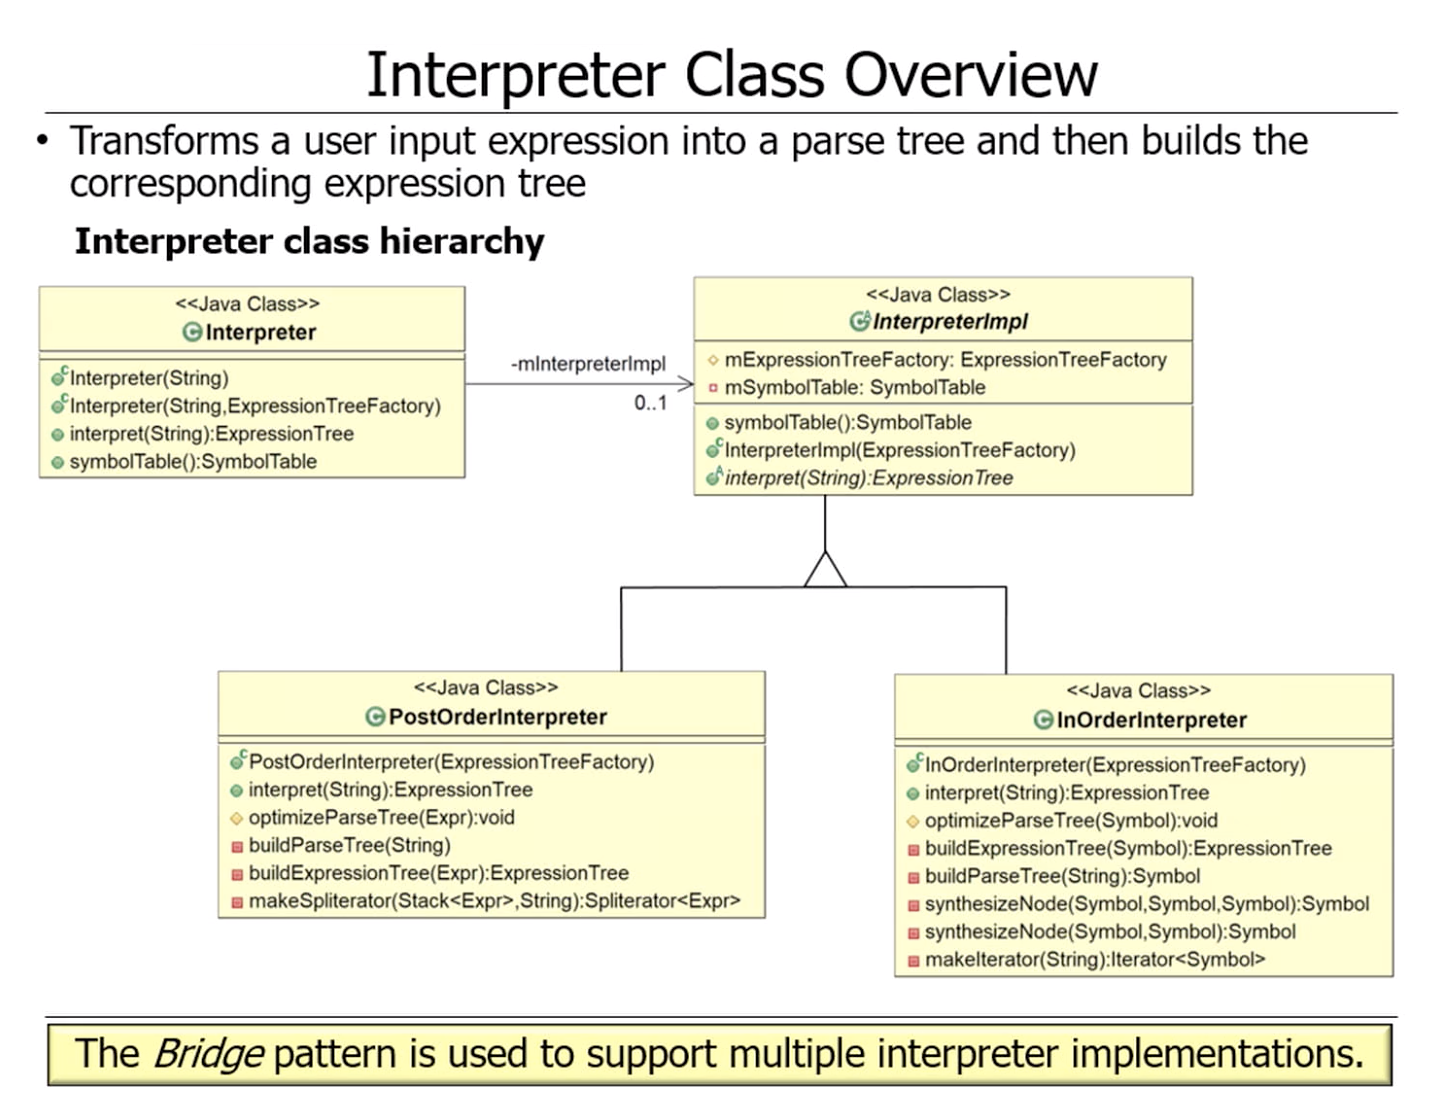 Interpreter Class Overview
• Transforms a user input expression into a parse tree and then builds the
corresponding expression tree
Interpreter class hierarchy
<<Java Class>>
Interpreter
Interpreter(String)
Interpreter(String,ExpressionTreeFactory)
interpret(String):ExpressionTree
symbolTable():SymbolTable
-mInterpreterImpl
0..1
<<Java Class>>
InterpreterImpl
mExpressionTreeFactory: ExpressionTreeFactory
mSymbolTable: SymbolTable
symbolTable():SymbolTable
InterpreterImpl(ExpressionTreeFactory)
interpret(String):ExpressionTree
<<Java Class>>
PostOrderInterpreter
PostOrderInterpreter(ExpressionTreeFactory)
interpret(String):ExpressionTree
optimizeParseTree(Expr):void
buildParseTree(String)
buildExpressionTree(Expr):ExpressionTree
makeSpliterator(Stack<Expr>,String):Spliterator<Expr>
<<Java Class>>
InOrderInterpreter
InOrderInterpreter(ExpressionTreeFactory)
interpret(String):ExpressionTree
optimizeParseTree(Symbol):void
buildExpressionTree(Symbol):ExpressionTree
buildParseTree(String):Symbol
synthesizeNode(Symbol,Symbol,Symbol):Symbol
synthesizeNode(Symbol,Symbol):Symbol
makeIterator(String):Iterator<Symbol>
The Bridge pattern is used to support multiple interpreter implementations.